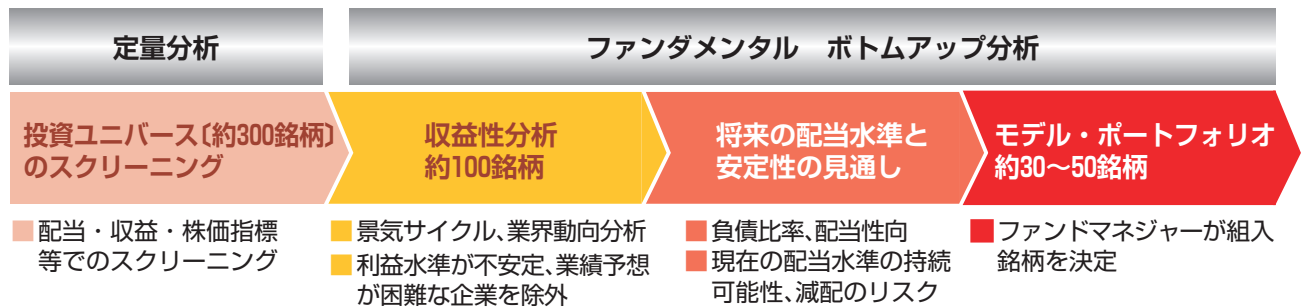 定量分析
ファンダメンタル　ボトムアップ分析
投資ユニバース〔約300銘柄〕
のスクリーニング
収益性分析
約100銘柄
将来の配当水準と
安定性の見通し
モデル・ポートフォリオ
約30～50銘柄
■配当・収益・株価指標
等でのスクリーニング
■景気サイクル、業界動向分析
■利益水準が不安定、業績予想
が困難な企業を除外
■負債比率、配当性向
■現在の配当水準の持続
可能性、減配のリスク
■ファンドマネジャーが組入
銘柄を決定